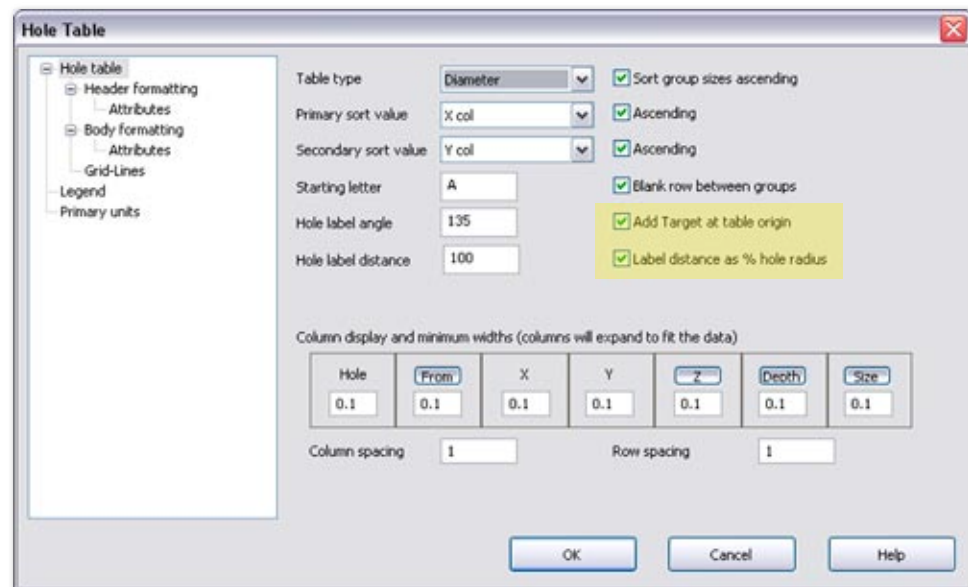 Hole Table
Hole table
Header formatting
Attributes
Body formatting
Attributes
Grid-Lines
Legend
Primary units
Table type Diameter Sort group sizes ascending
Primary sort value X col Ascending
Secondary sort value Y col Ascending
Starting letter A Blank row between groups
Hole label angle 135 Add Target at table origin
Hole label distance 100 Label distance as % hole radius
Column display and minimum widths (columns will expand to fit the data)
Hole From X Y Z Depth Size
0.1 0.1 0.1 0.1 0.1 0.1 0.1
Column spacing 1 Row spacing 1
OK Cancel Help